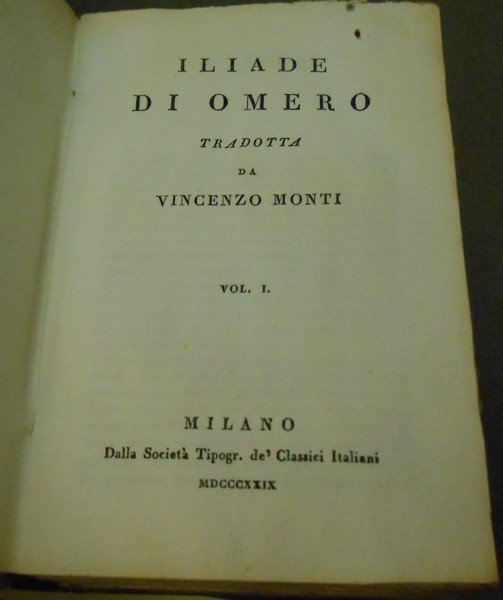 ILIADE
DI OMERO
TRADOTTA
DA
VINCENZO MONTI
VOL. I.
MILANO
Dalla Società Tipogr. de' Classici Italiani
MDCCCXXIX